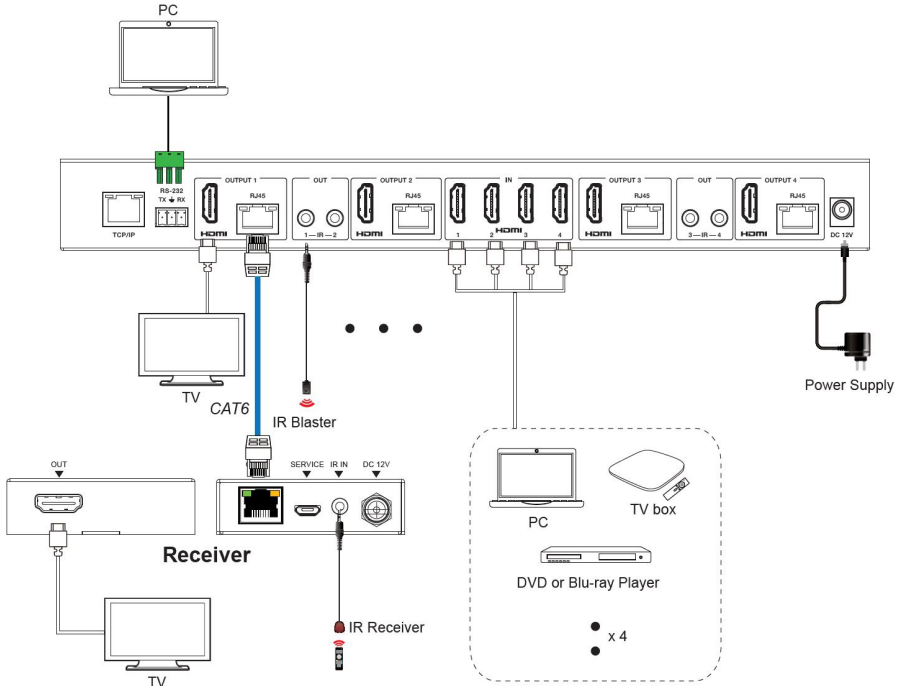 PC
OUTPUT 1
OUT
OUTPUT 2
IN
OUTPUT 3
OUT
OUTPUT 4
RS-232
TX RX
RJ45
RJ45
RJ45
RJ45
TCP/IP
HDMI
1 — IR — 2
HDMI
1 2 HDMI 3 4
HDMI
3 — IR — 4
HDMI
DC 12V
TV
CAT6
IR Blaster
Power Supply
OUT
SERVICE IR IN DC 12V
Receiver
IR Receiver
TV
PC
TV box
DVD or Blu-ray Player
x 4